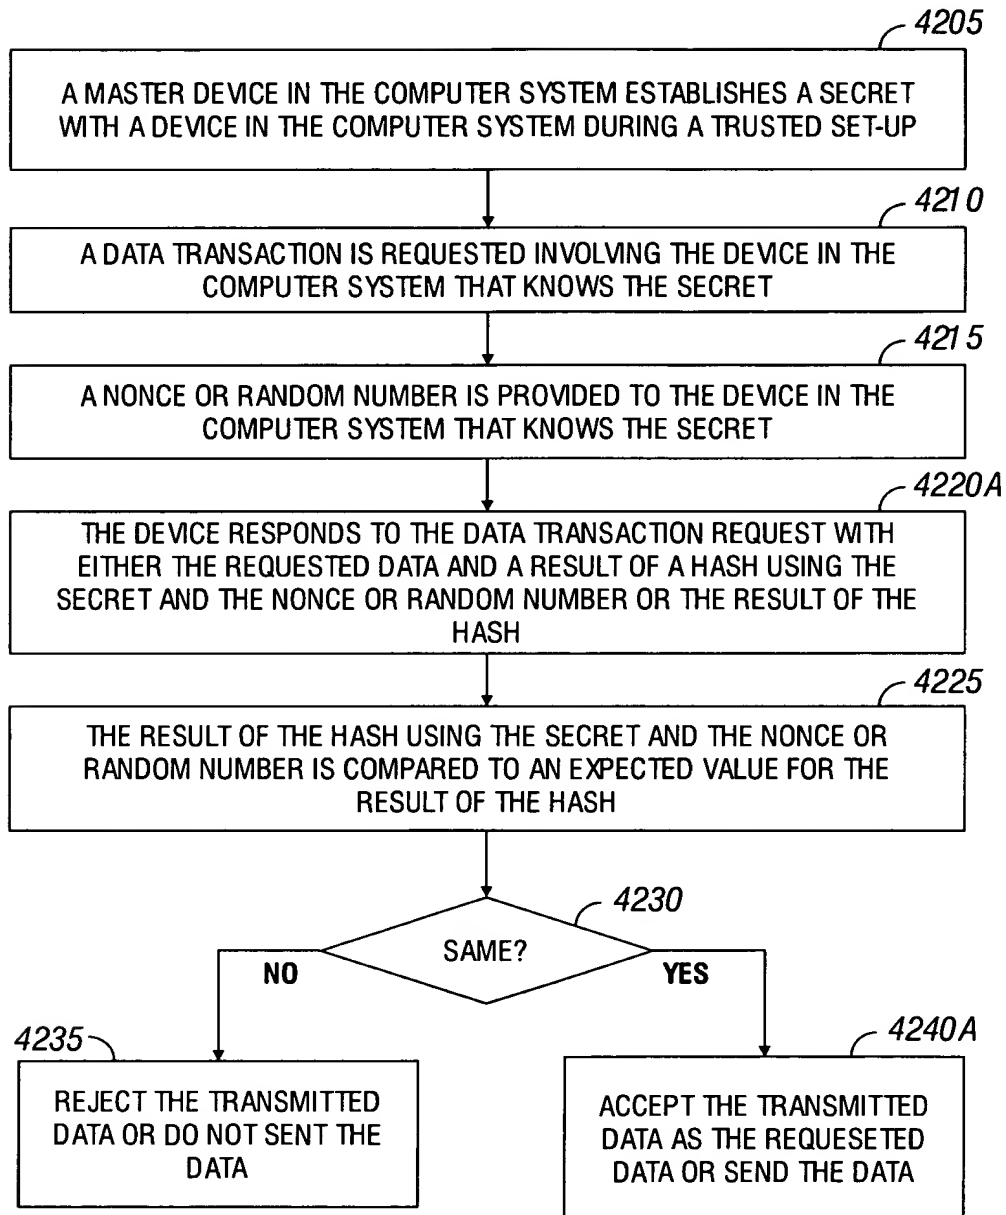 4205
A MASTER DEVICE IN THE COMPUTER SYSTEM ESTABLISHES A SECRET
WITH A DEVICE IN THE COMPUTER SYSTEM DURING A TRUSTED SET-UP
4210
A DATA TRANSACTION IS REQUESTED INVOLVING THE DEVICE IN THE
COMPUTER SYSTEM THAT KNOWS THE SECRET
4215
A NONCE OR RANDOM NUMBER IS PROVIDED TO THE DEVICE IN THE
COMPUTER SYSTEM THAT KNOWS THE SECRET
4220A
THE DEVICE RESPONDS TO THE DATA TRANSACTION REQUEST WITH
EITHER THE REQUESTED DATA AND A RESULT OF A HASH USING THE
SECRET AND THE NONCE OR RANDOM NUMBER OR THE RESULT OF THE
HASH
4225
THE RESULT OF THE HASH USING THE SECRET AND THE NONCE OR
RANDOM NUMBER IS COMPARED TO AN EXPECTED VALUE FOR THE
RESULT OF THE HASH
4230
SAME?
NO
YES
4235
REJECT THE TRANSMITTED
DATA OR DO NOT SENT THE
DATA
4240A
ACCEPT THE TRANSMITTED
DATA AS THE REQUESETED
DATA OR SEND THE DATA